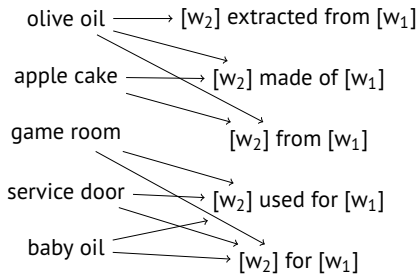 olive oil [w₂] extracted from [w₁]
apple cake [w₂] made of [w₁]
[w₂] from [w₁]
game room
service door [w₂] used for [w₁]
baby oil [w₂] for [w₁]